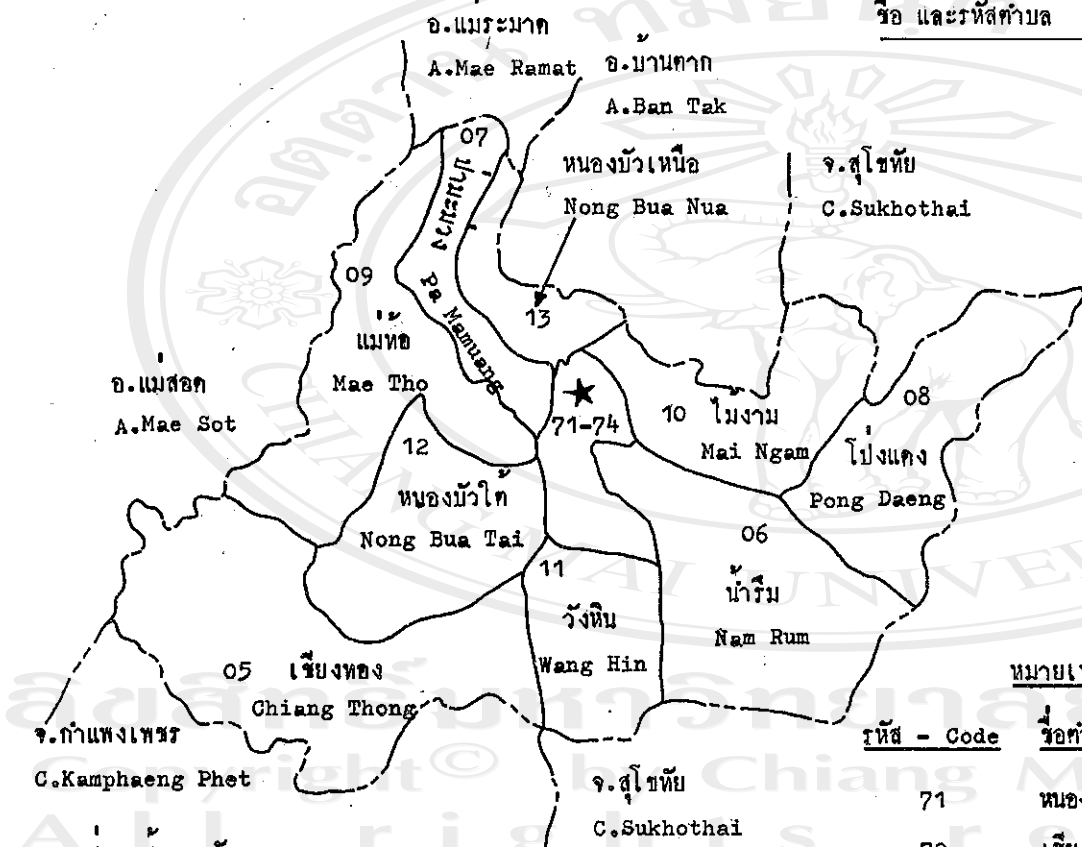 ชื่อ และรหัสตำบล
อ.แม่ระมาด
A.Mae Ramat
อ.บ้านตาก
A.Ban Tak
07
หนองบัวเหนือ
Nong Bua Nua
จ.สุโขทัย
C.Sukhothai
ป่ามะม่วง
Pa Mamuang
09
13
แม่ท้อ
Mae Tho
อ.แม่สอด
A.Mae Sot
71-74
10 ไม้งาม
Mai Ngam
08
โป่งแดง
Pong Daeng
12
หนองบัวใต้
Nong Bua Tai
06
น้ำรึม
Nam Rum
11
วังหิน
Wang Hin
05 เชียงทอง
Chiang Thong
จ.กำแพงเพชร
C.Kamphaeng Phet
จ.สุโขทัย
C.Sukhothai
รหัส - Code
71
Copyright © by Chiang M
All rights